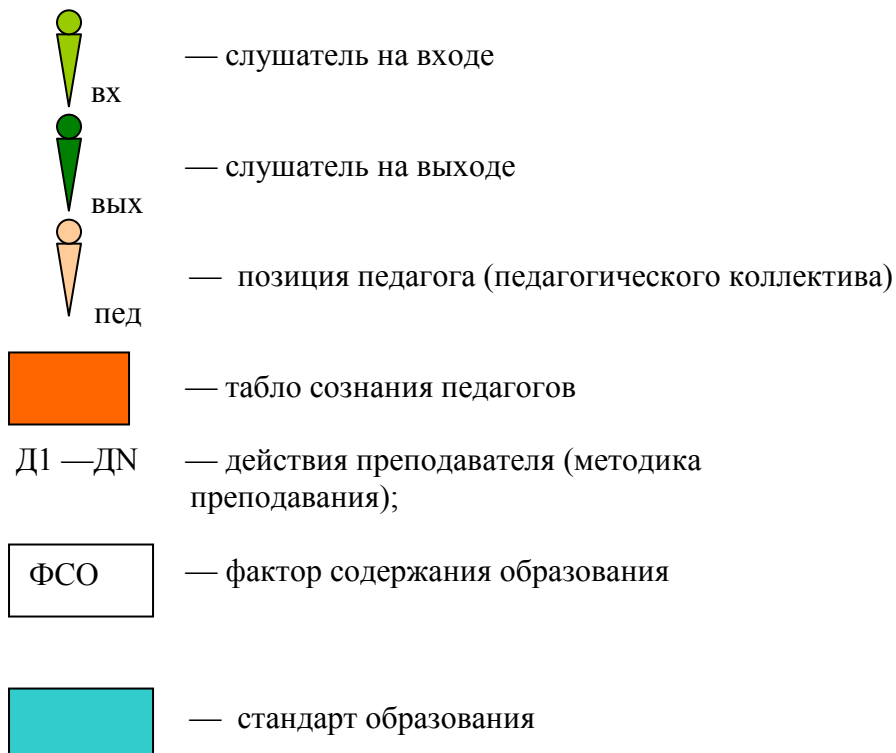 — слушатель на входе
вх
— слушатель на выходе
вых
— позиция педагога (педагогического коллектива)
пед
— табло сознания педагогов
Д1 —ДN — действия преподавателя (методика
преподавания);
ФСО — фактор содержания образования
— стандарт образования